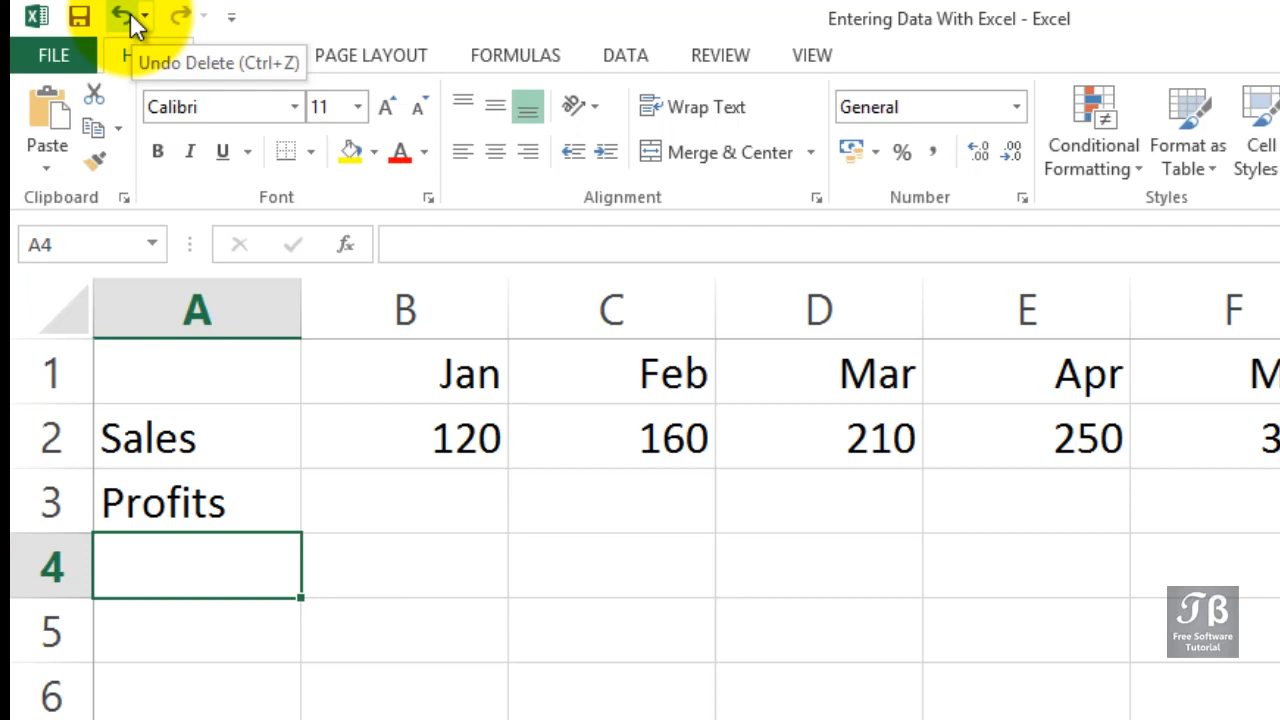 Entering Data With Excel - Excel
FILE H PAGE LAYOUT FORMULAS DATA REVIEW VIEW
Undo Delete (Ctrl+Z)
Calibri 11 Wrap Text General
Paste B I U Merge & Center % , Conditional Formatting Format as Table Cell Styles
Clipboard Font Alignment Number Styles
A4 fx
A B C D E F
1 Jan Feb Mar Apr M
2 Sales 120 160 210 250 3
3 Profits
4
5
6
Tβ
Free Software
Tutorial